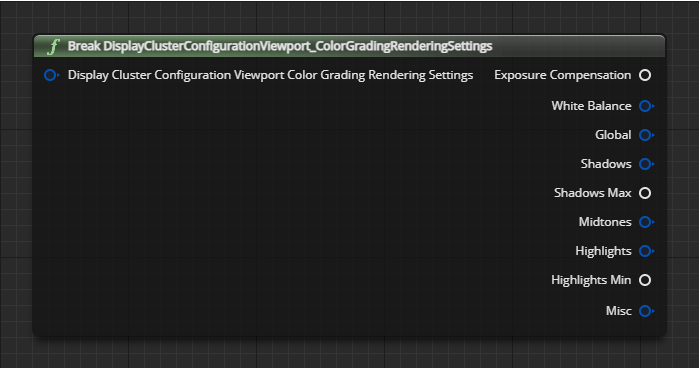 f Break DisplayClusterConfigurationViewport_ColorGradingRenderingSettings
Display Cluster Configuration Viewport Color Grading Rendering Settings Exposure Compensation
White Balance
Global
Shadows
Shadows Max
Midtones
Highlights
Highlights Min
Misc